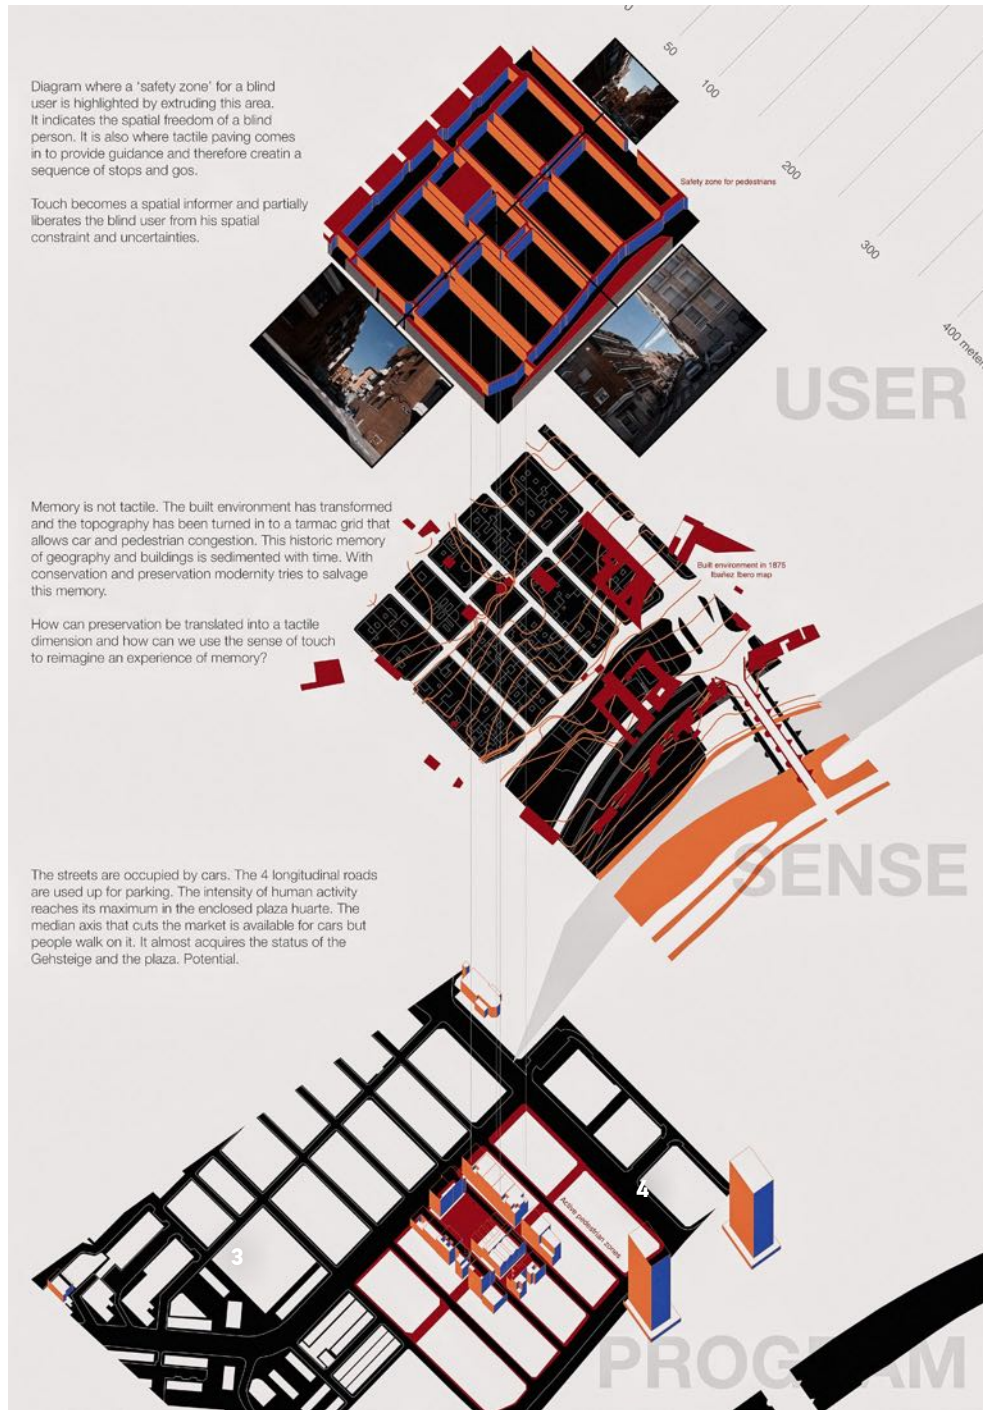 0
50
100
200
300
400 meter
Diagram where a ‘safety zone’ for a blind
user is highlighted by extruding this area.
It indicates the spatial freedom of a blind
person. It is also where tactile paving comes
in to provide guidance and therefore creatin a
sequence of stops and gos.
Touch becomes a spatial informer and partially
liberates the blind user from his spatial
constraint and uncertainties.
Safety zone for pedestrians
USER
Memory is not tactile. The built environment has transformed
and the topography has been turned in to a tarmac grid that
allows car and pedestrian congestion. This historic memory
of geography and buildings is sedimented with time. With
conservation and preservation modernity tries to salvage
this memory.
How can preservation be translated into a tactile
dimension and how can we use the sense of touch
to reimagine an experience of memory?
Built environment in 1875
Ibañez Ibero map
SENSE
The streets are occupied by cars. The 4 longitudinal roads
are used up for parking. The intensity of human activity
reaches its maximum in the enclosed plaza huarte. The
median axis that cuts the market is available for cars but
people walk on it. It almost acquires the status of the
Gehsteige and the plaza. Potential.
4
Active pedestrian zones
3
PROGRAM